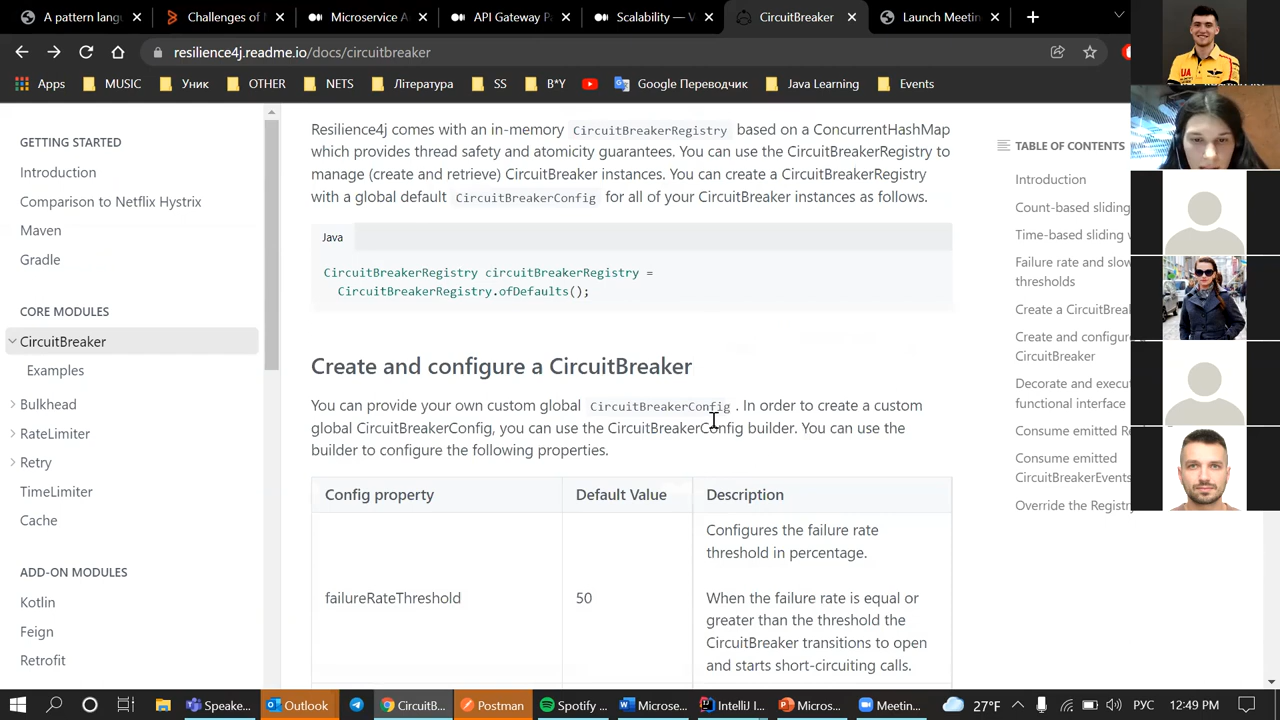 A pattern languag
Challenges of M
Microservice Arc
API Gateway Pat
Scalability — W
CircuitBreaker
Launch Meeting
resilience4j.readme.io/docs/circuitbreaker
Apps
MUSIC
Уник
OTHER
NETS
Література
SS
В*У
Google Переводчик
Java Learning
Events
GETTING STARTED
Introduction
Comparison to Netflix Hystrix
Maven
Gradle
CORE MODULES
CircuitBreaker
Examples
Bulkhead
RateLimiter
Retry
TimeLimiter
Cache
ADD-ON MODULES
Kotlin
Feign
Retrofit
Resilience4j comes with an in-memory CircuitBreakerRegistry based on a ConcurrentHashMap
which provides thread safety and atomicity guarantees. You can use the CircuitBreakerRegistry to
manage (create and retrieve) CircuitBreaker instances. You can create a CircuitBreakerRegistry
with a global default CircuitBreakerConfig for all of your CircuitBreaker instances as follows.
Java
CircuitBreakerRegistry circuitBreakerRegistry =
CircuitBreakerRegistry.ofDefaults();
Create and configure a CircuitBreaker
You can provide your own custom global CircuitBreakerConfig . In order to create a custom
global CircuitBreakerConfig, you can use the CircuitBreakerConfig builder. You can use the
builder to configure the following properties.
Config property
Default Value
Description
failureRateThreshold
50
Configures the failure rate
threshold in percentage.
When the failure rate is equal or
greater than the threshold the
CircuitBreaker transitions to open
and starts short-circuiting calls.
TABLE OF CONTENTS
Introduction
Count-based sliding
Time-based sliding w
Failure rate and slow
thresholds
Create a CircuitBreak
Create and configure
CircuitBreaker
Decorate and execut
functional interface
Consume emitted Re
Consume emitted
CircuitBreakerEvents
Override the Registry
UA
Speake...
Outlook
CircuitB...
Postman
Spotify ...
Microse...
IntelliJ I...
Micros...
Meetin...
27°F
РУС
12:49 PM